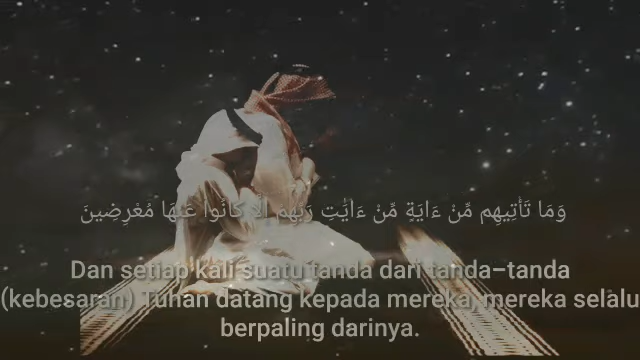 وَمَا تَأْتِيهِم مِّنْ ءَايَةٍ مِّنْ ءَايَٰتِ رَبِّهِمْ إِلَّا كَانُوا۟ عَنْهَا مُعْرِضِينَ
Dan setiap kali suatu tanda dari tanda-tanda
(kebesaran) Tuhan datang kepada mereka, mereka selalu
berpaling darinya.